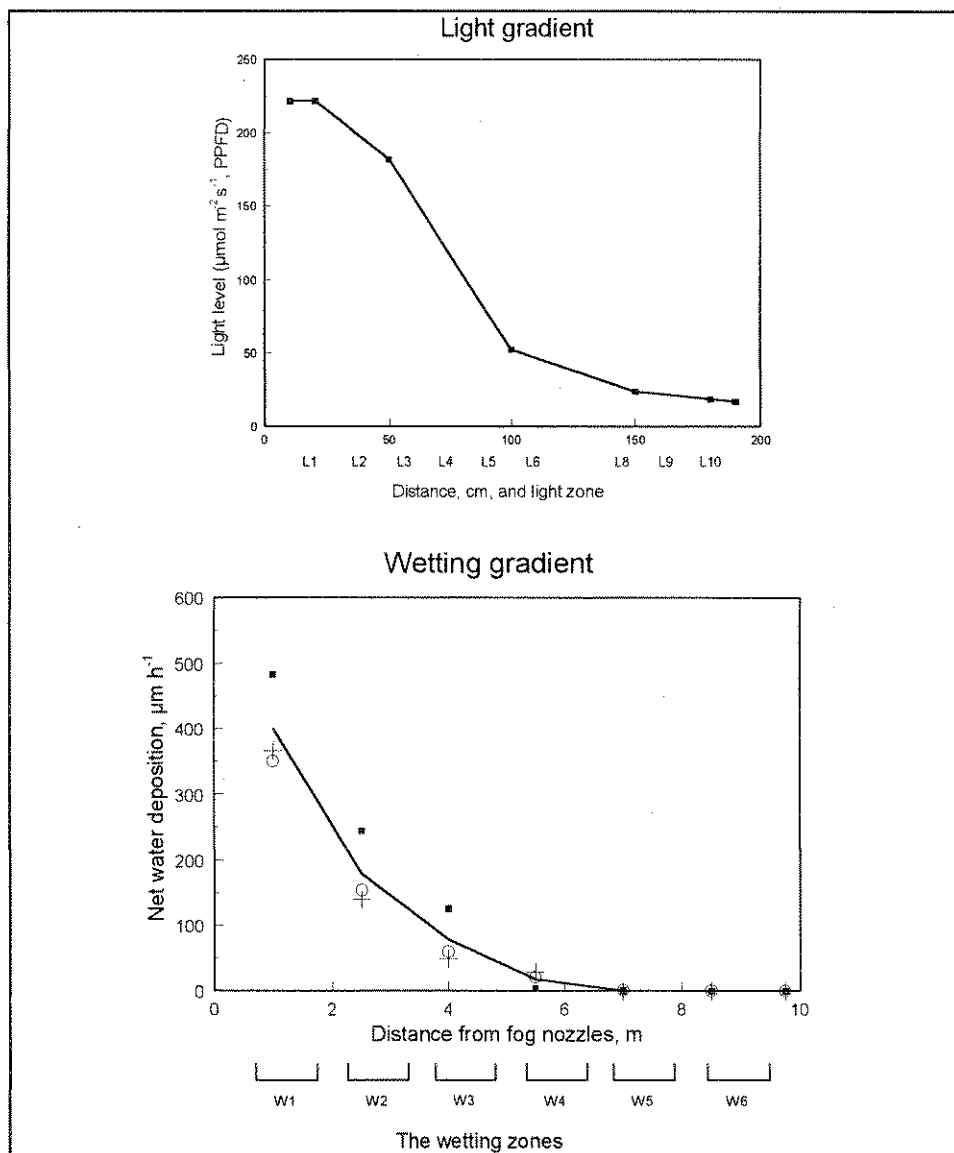 Light gradient
250
200
150
100
50
0
Light level (µmol m-2 s-1, PPFD)
0 50 100 150 200
L1 L2 L3 L4 L5 L6 L8 L9 L10
Distance, cm, and light zone
Wetting gradient
600
500
400
300
200
100
0
Net water deposition, µm h-1
0 2 4 6 8 10
Distance from fog nozzles, m
W1 W2 W3 W4 W5 W6
The wetting zones